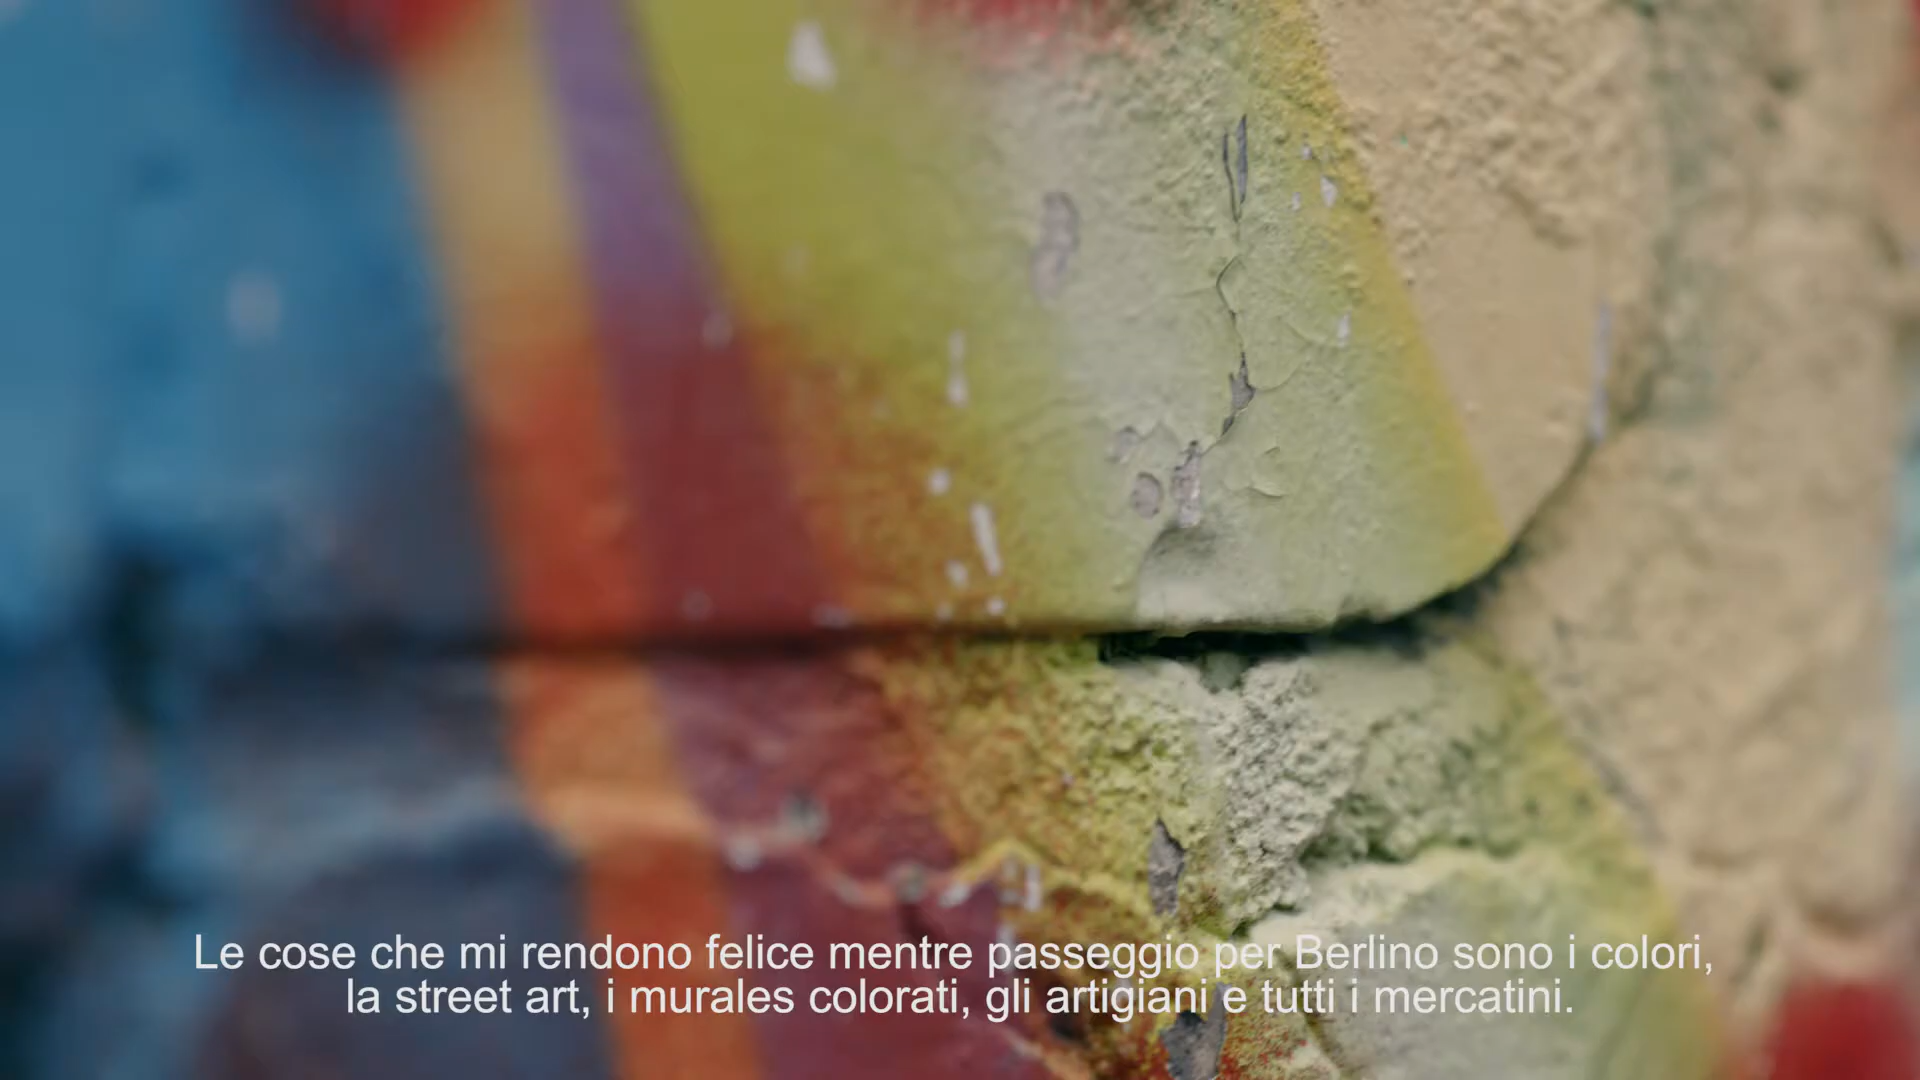 Le cose che mi rendono felice mentre passeggio per Berlino sono i colori,
la street art, i murales colorati, gli artigiani e tutti i mercatini.